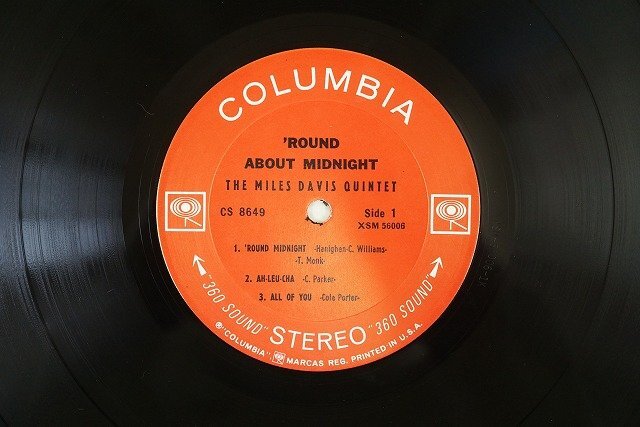 COLUMBIA
'ROUND
ABOUT MIDNIGHT
THE MILES DAVIS QUINTET
CS 8649
Side 1
XSM 56006
1. 'ROUND MIDNIGHT -Hanighen-C. Williams-
-T. Monk-
2. AH-LEU-CHA -C. Parker-
3. ALL OF YOU -Cole Porter-
"360 SOUND" STEREO "360 SOUND"
® "COLUMBIA" MARCAS REG. PRINTED IN U.S.A.